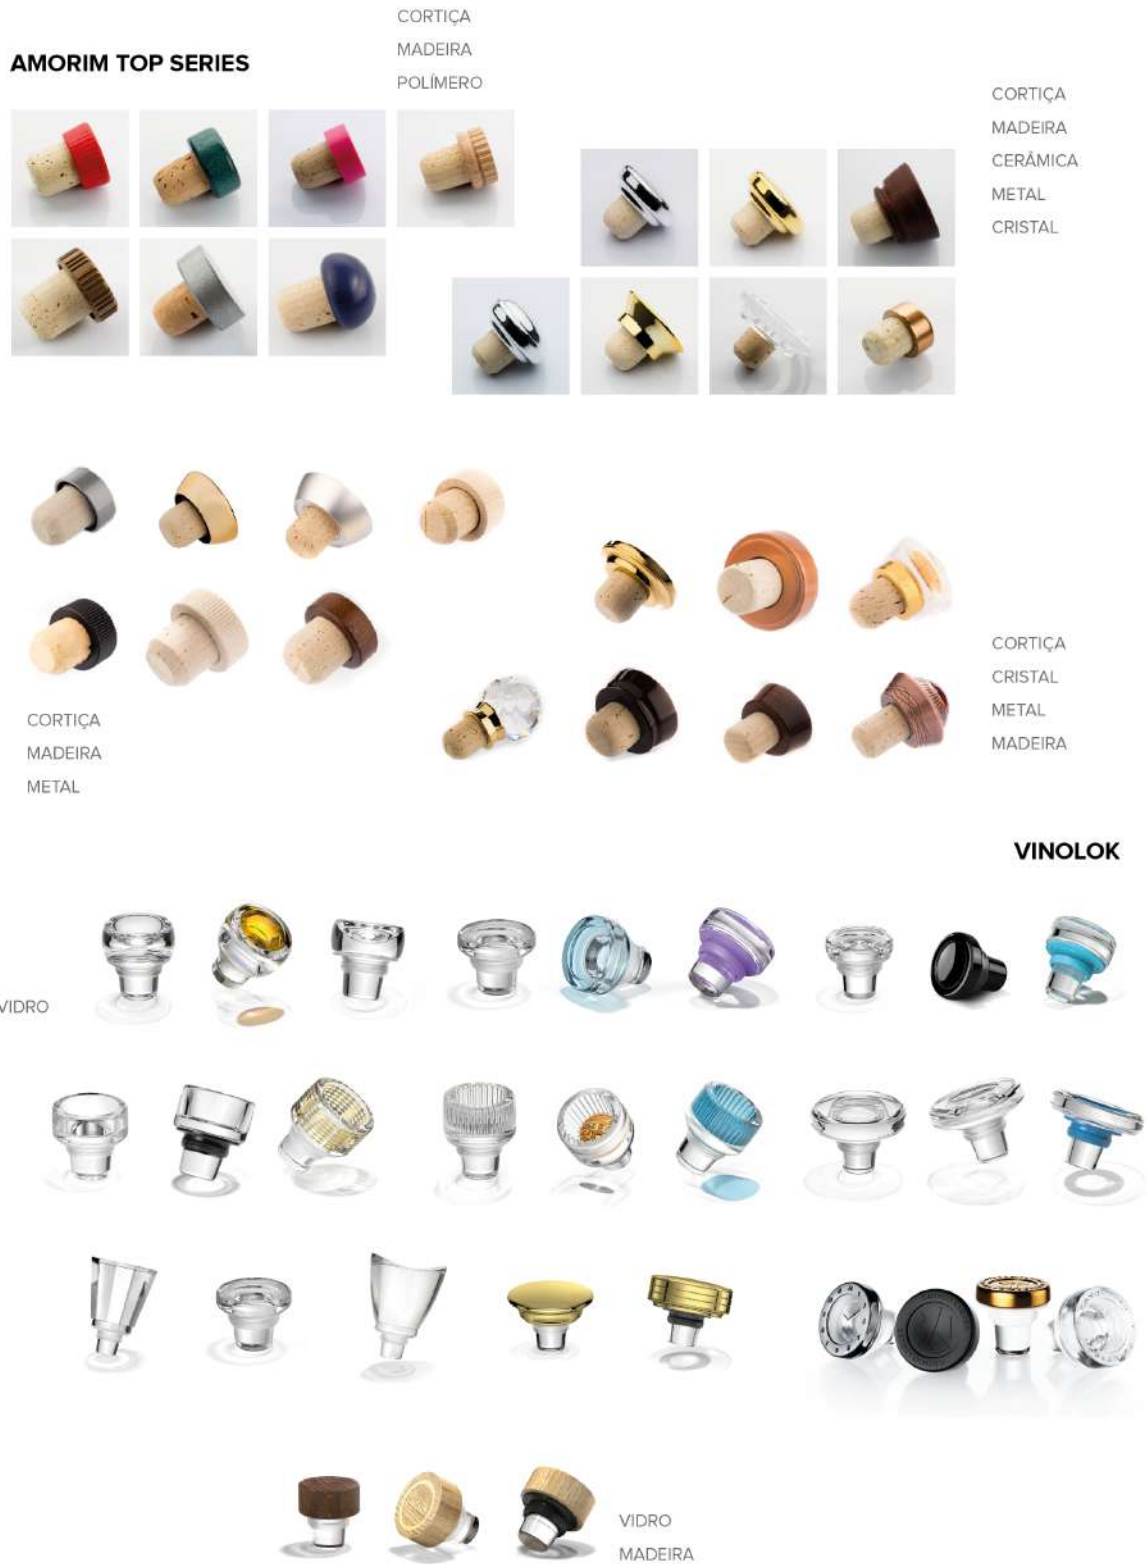 CORTIÇA
MADEIRA
POLÍMERO
AMORIM TOP SERIES
CORTIÇA
MADEIRA
CERÂMICA
METAL
CRISTAL
CORTIÇA
CRISTAL
METAL
MADEIRA
CORTIÇA
MADEIRA
METAL
VINOLOK
VIDRO
VIDRO
MADEIRA